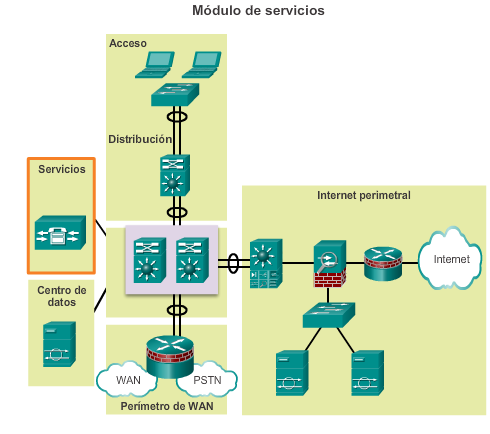 Módulo de servicios
Acceso
Distribución
Servicios
Internet perimetral
Internet
Centro de
datos
WAN
PSTN
Perímetro de WAN